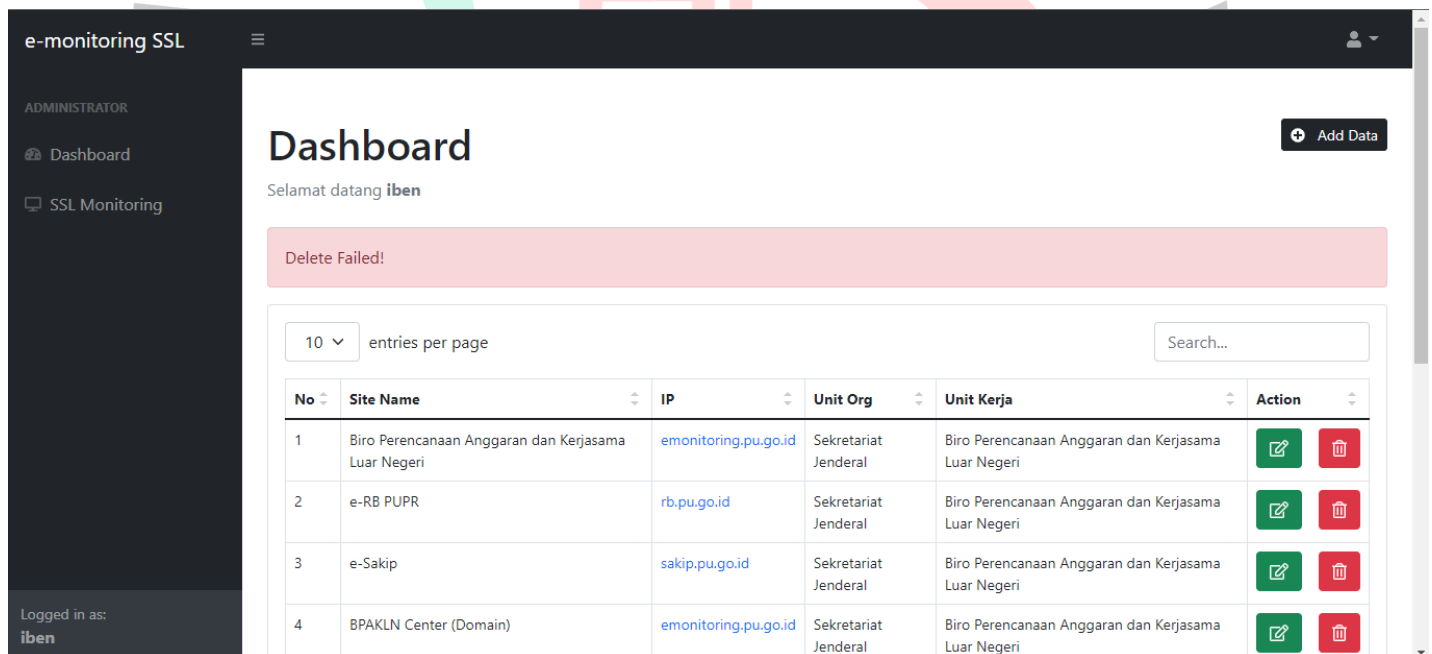 e-monitoring SSL
ADMINISTRATOR
Dashboard
SSL Monitoring
Logged in as:
iben
Dashboard
Add Data
Selamat datang iben
Delete Failed!
10 entries per page
Search...
No Site Name IP Unit Org Unit Kerja Action
1 Biro Perencanaan Anggaran dan Kerjasama emonitoring.pu.go.id Sekretariat Biro Perencanaan Anggaran dan Kerjasama
Luar Negeri Jenderal Luar Negeri
2 e-RB PUPR rb.pu.go.id Sekretariat Biro Perencanaan Anggaran dan Kerjasama
Jenderal Luar Negeri
3 e-Sakip sakip.pu.go.id Sekretariat Biro Perencanaan Anggaran dan Kerjasama
Jenderal Luar Negeri
4 BPAKLN Center (Domain) emonitoring.pu.go.id Sekretariat Biro Perencanaan Anggaran dan Kerjasama
Jenderal Luar Negeri